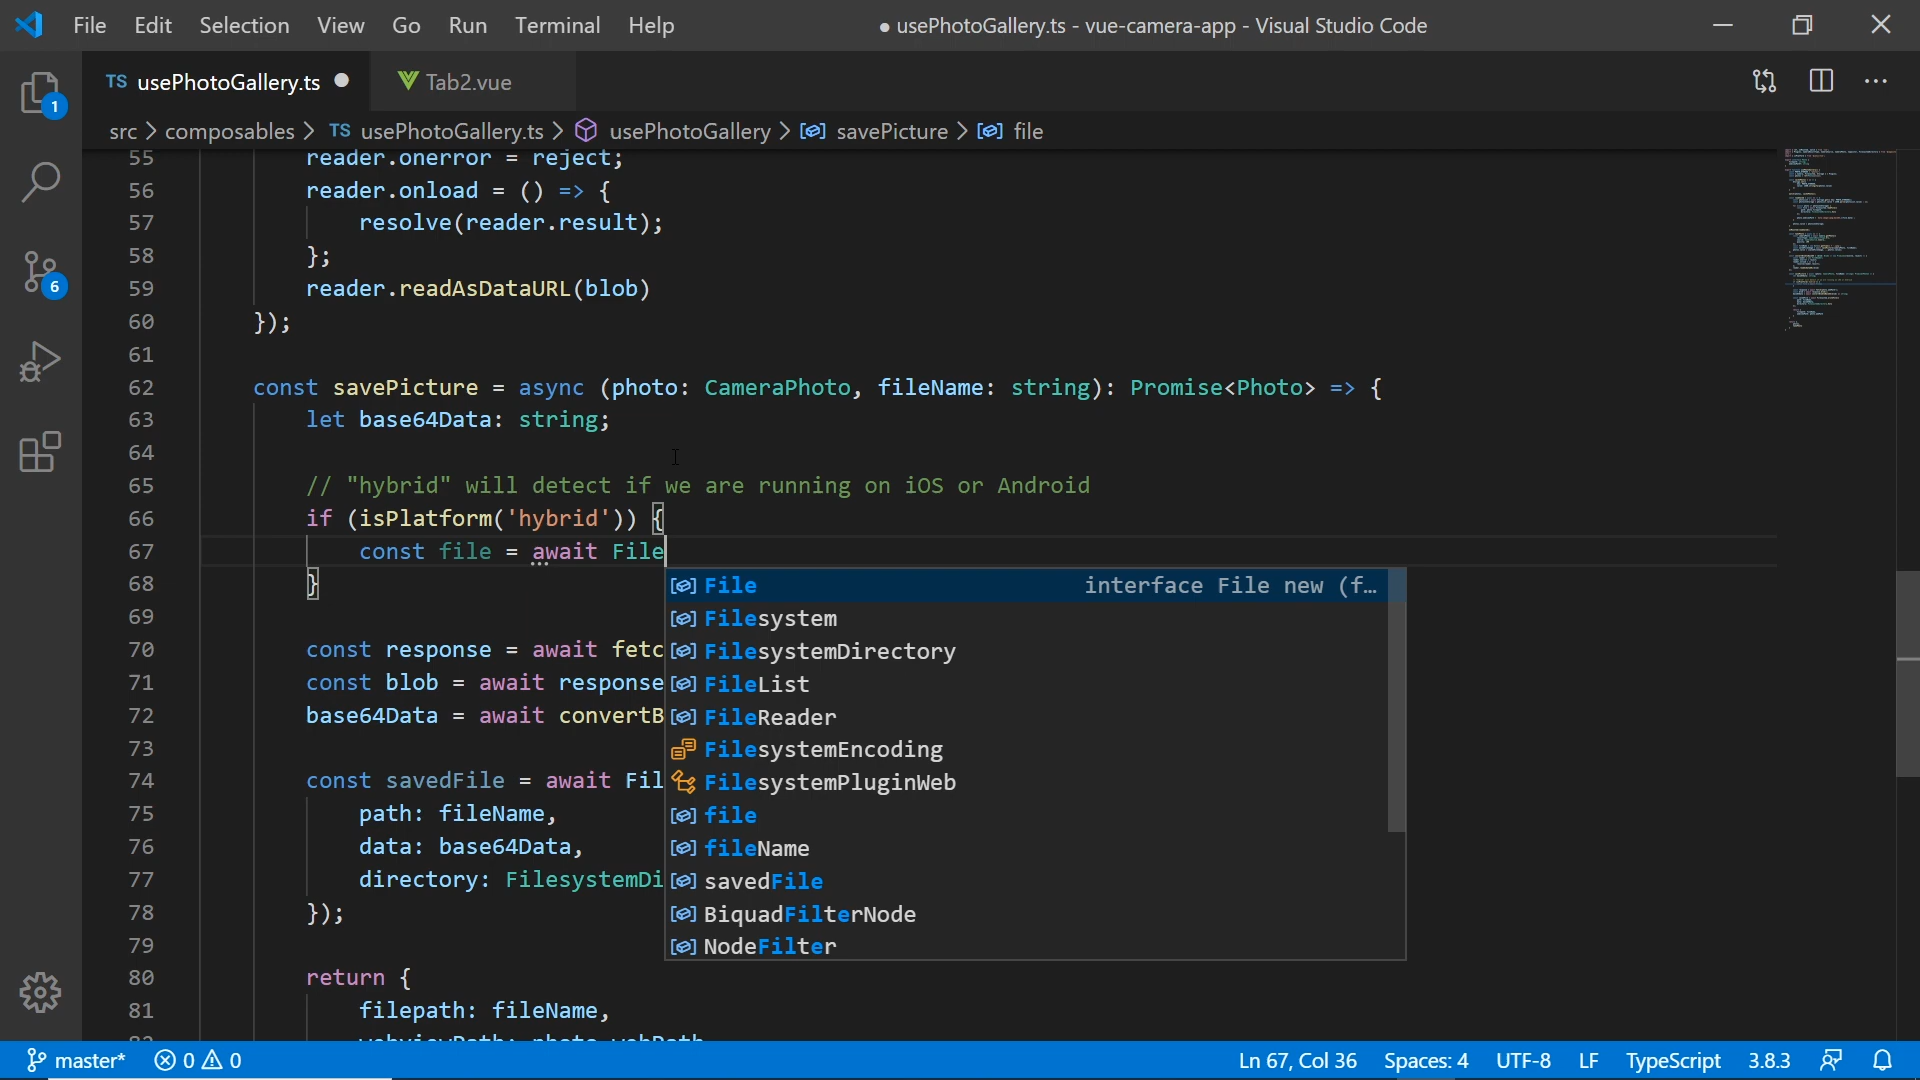 File Edit Selection View Go Run Terminal Help
● usePhotoGallery.ts - vue-camera-app - Visual Studio Code
TS usePhotoGallery.ts ●
Tab2.vue
src > composables > TS usePhotoGallery.ts > usePhotoGallery > savePicture > file
1
6
55 reader.onerror = reject;
56 reader.onload = () => {
57 resolve(reader.result);
58 };
59 reader.readAsDataURL(blob)
60 });
61
62 const savePicture = async (photo: CameraPhoto, fileName: string): Promise<Photo> => {
63 let base64Data: string;
64
65 // "hybrid" will detect if we are running on iOS or Android
66 if (isPlatform('hybrid')) {
67 const file = await File
68 }
69
70 const response = await fetc
71 const blob = await response
72 base64Data = await convertB
73
74 const savedFile = await Fil
75 path: fileName,
76 data: base64Data,
77 directory: FilesystemDi
78 });
79
80 return {
81 filepath: fileName,
File interface File new (f...
Filesystem
FilesystemDirectory
FileList
FileReader
FilesystemEncoding
FilesystemPluginWeb
file
fileName
savedFile
BiquadFilterNode
NodeFilter
master* 0 0
Ln 67, Col 36 Spaces: 4 UTF-8 LF TypeScript 3.8.3